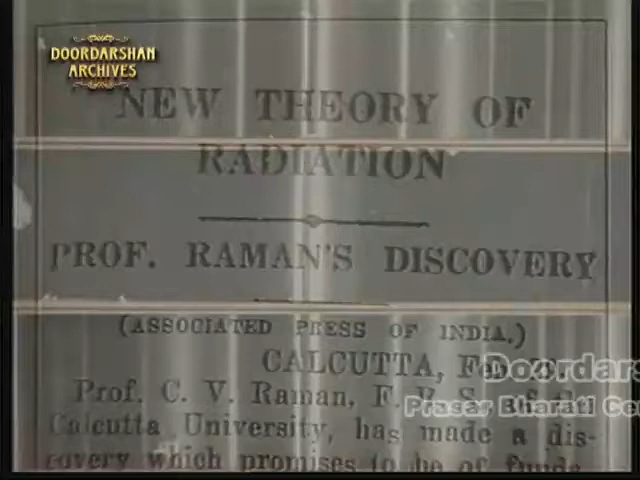 DOORDARSHAN
ARCHIVES
NEW THEORY OF
RADIATION
PROF. RAMAN'S DISCOVERY
(ASSOCIATED PRESS OF INDIA.)
CALCUTTA,
Doordars
Prof. C. V. Raman, F. R. S.
Prasar Bharati
Calcutta University, has made a dis-
covery which promises to be of funda